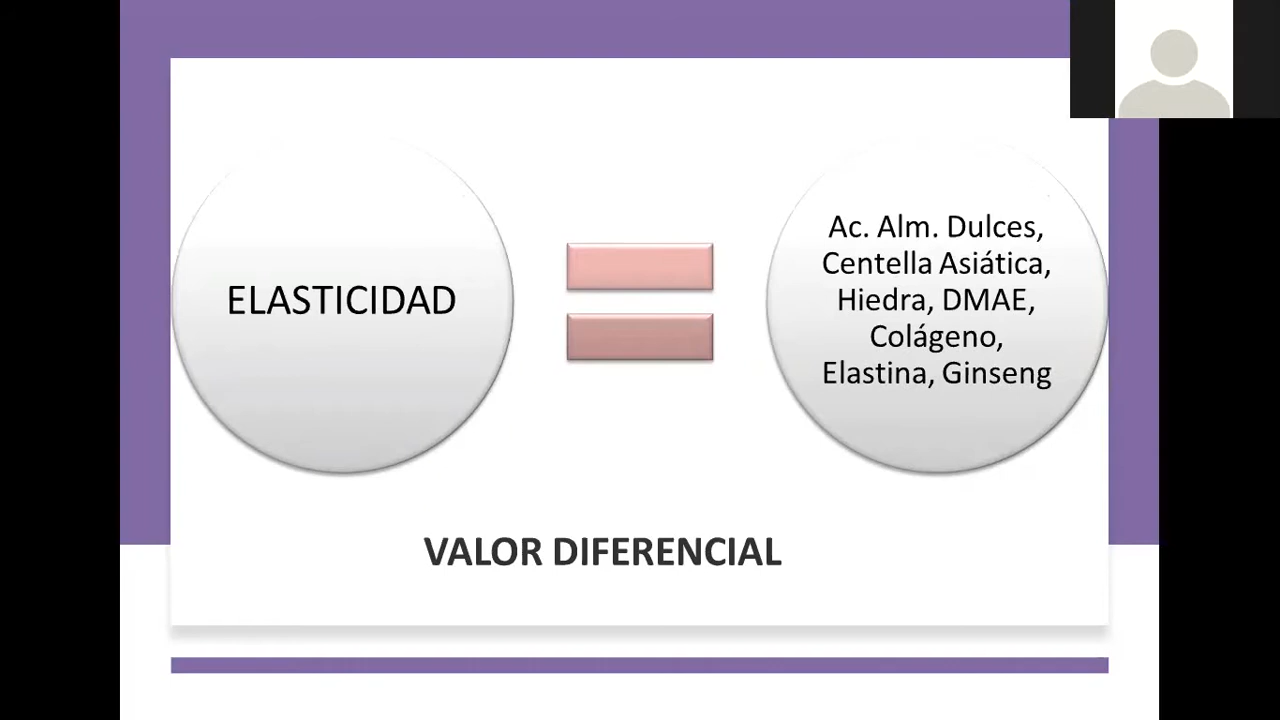 ELASTICIDAD
Ac. Alm. Dulces,
Centella Asiática,
Hiedra, DMAE,
Colágeno,
Elastina, Ginseng
VALOR DIFERENCIAL